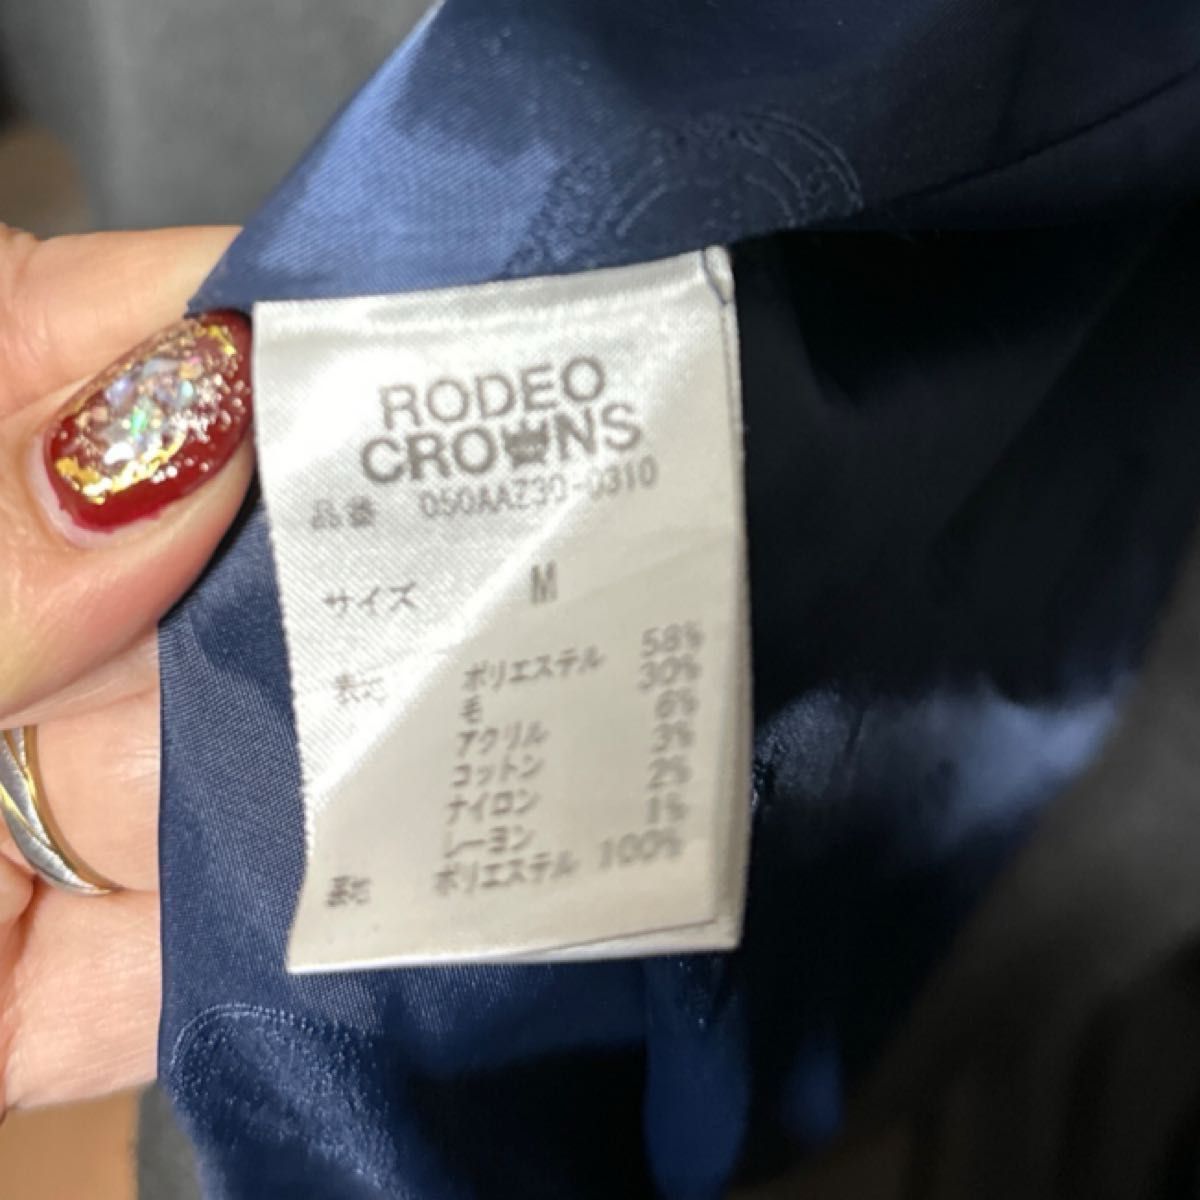 RODEO
CROWNS
品番 050AAZ30-0310
サイズ M
表地 ポリエステル 58%
毛 30%
アクリル 6%
コットン 3%
ナイロン 2%
レーヨン 1%
裏地 ポリエステル 100%